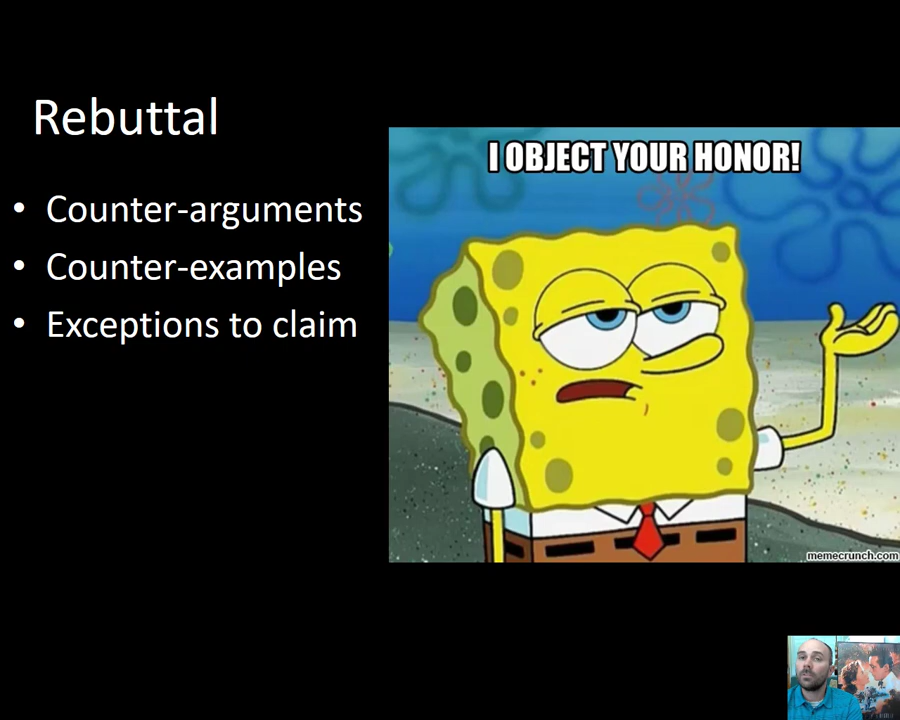 Rebuttal
• Counter-arguments
• Counter-examples
• Exceptions to claim
I OBJECT YOUR HONOR!
memecrunch.com